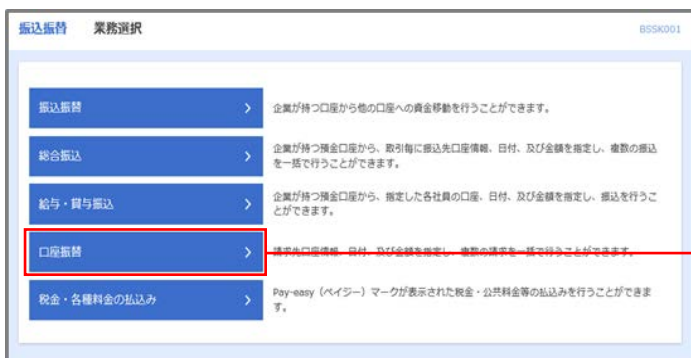 振込振替 業務選択 BSSK001
振込振替 企業が持つ口座から他の口座への資金移動を行うことができます。
総合振込 企業が持つ預金口座から、取引毎に振込先口座情報、日付、及び金額を指定し、複数の振込
を一括で行うことができます。
給与・賞与振込 企業が持つ預金口座から、指定した各社員の口座、日付、及び金額を指定し、振込を行うこ
とができます。
口座振替 請求先口座情報、日付、及び金額を指定し、複数の請求を一括で行うことができます。
税金・各種料金の払込み Pay-easy（ペイジー）マークが表示された税金・公共料金等の払込みを行うことができま
す。